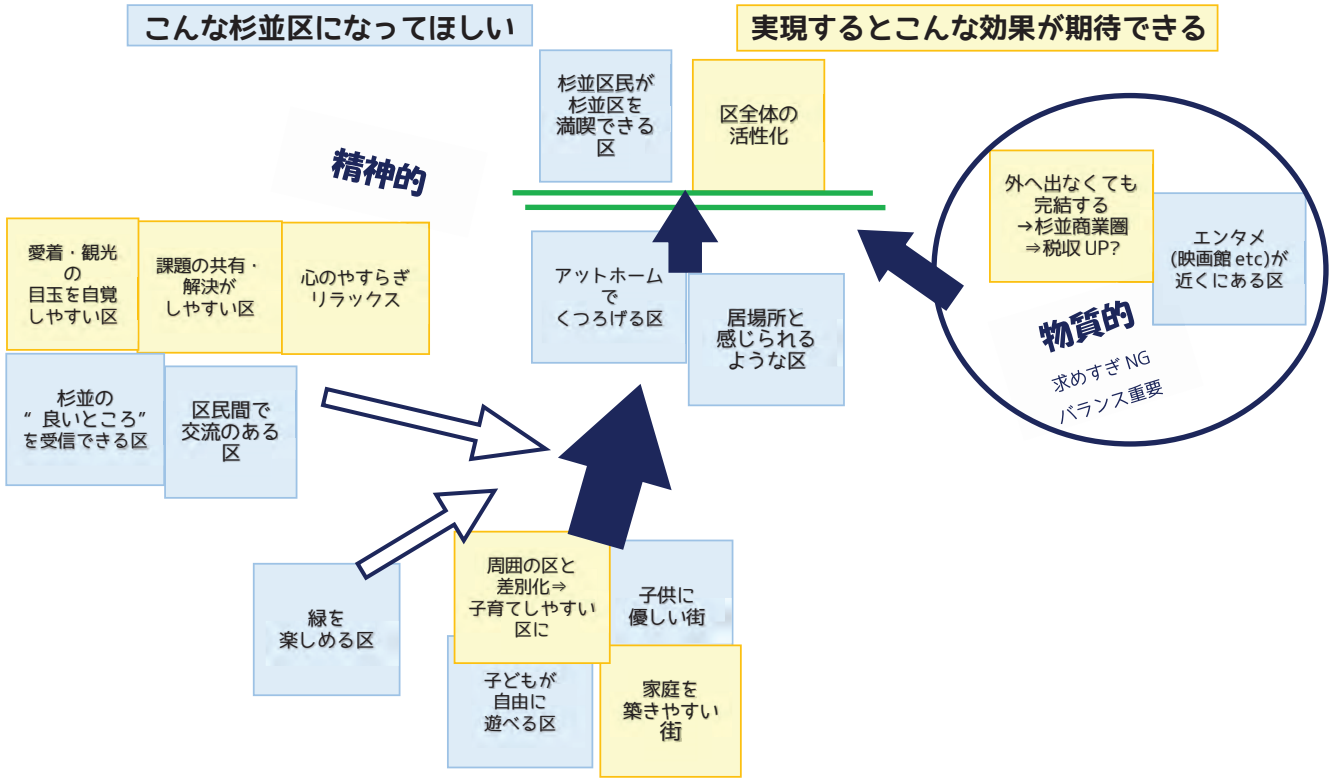 こんな杉並区になってほしい
実現するとこんな効果が期待できる
杉並区民が
杉並区を
満喫できる
区
区全体の
活性化
精神的
外へ出なくても
完結する
→杉並商業圏
⇒税収 UP?
エンタメ
(映画館 etc)が
近くにある区
物質的
求めすぎ NG
バランス重要
愛着・観光
の
目玉を自覚
しやすい区
課題の共有・
解決が
しやすい区
心のやすらぎ
リラックス
アットホーム
で
くつろげる区
居場所と
感じられる
ような区
杉並の
“ 良いところ”
を受信できる区
区民間で
交流のある
区
緑を
楽しめる区
周囲の区と
差別化⇒
子育てしやすい
区に
子供に
優しい街
子どもが
自由に
遊べる区
家庭を
築きやすい
街